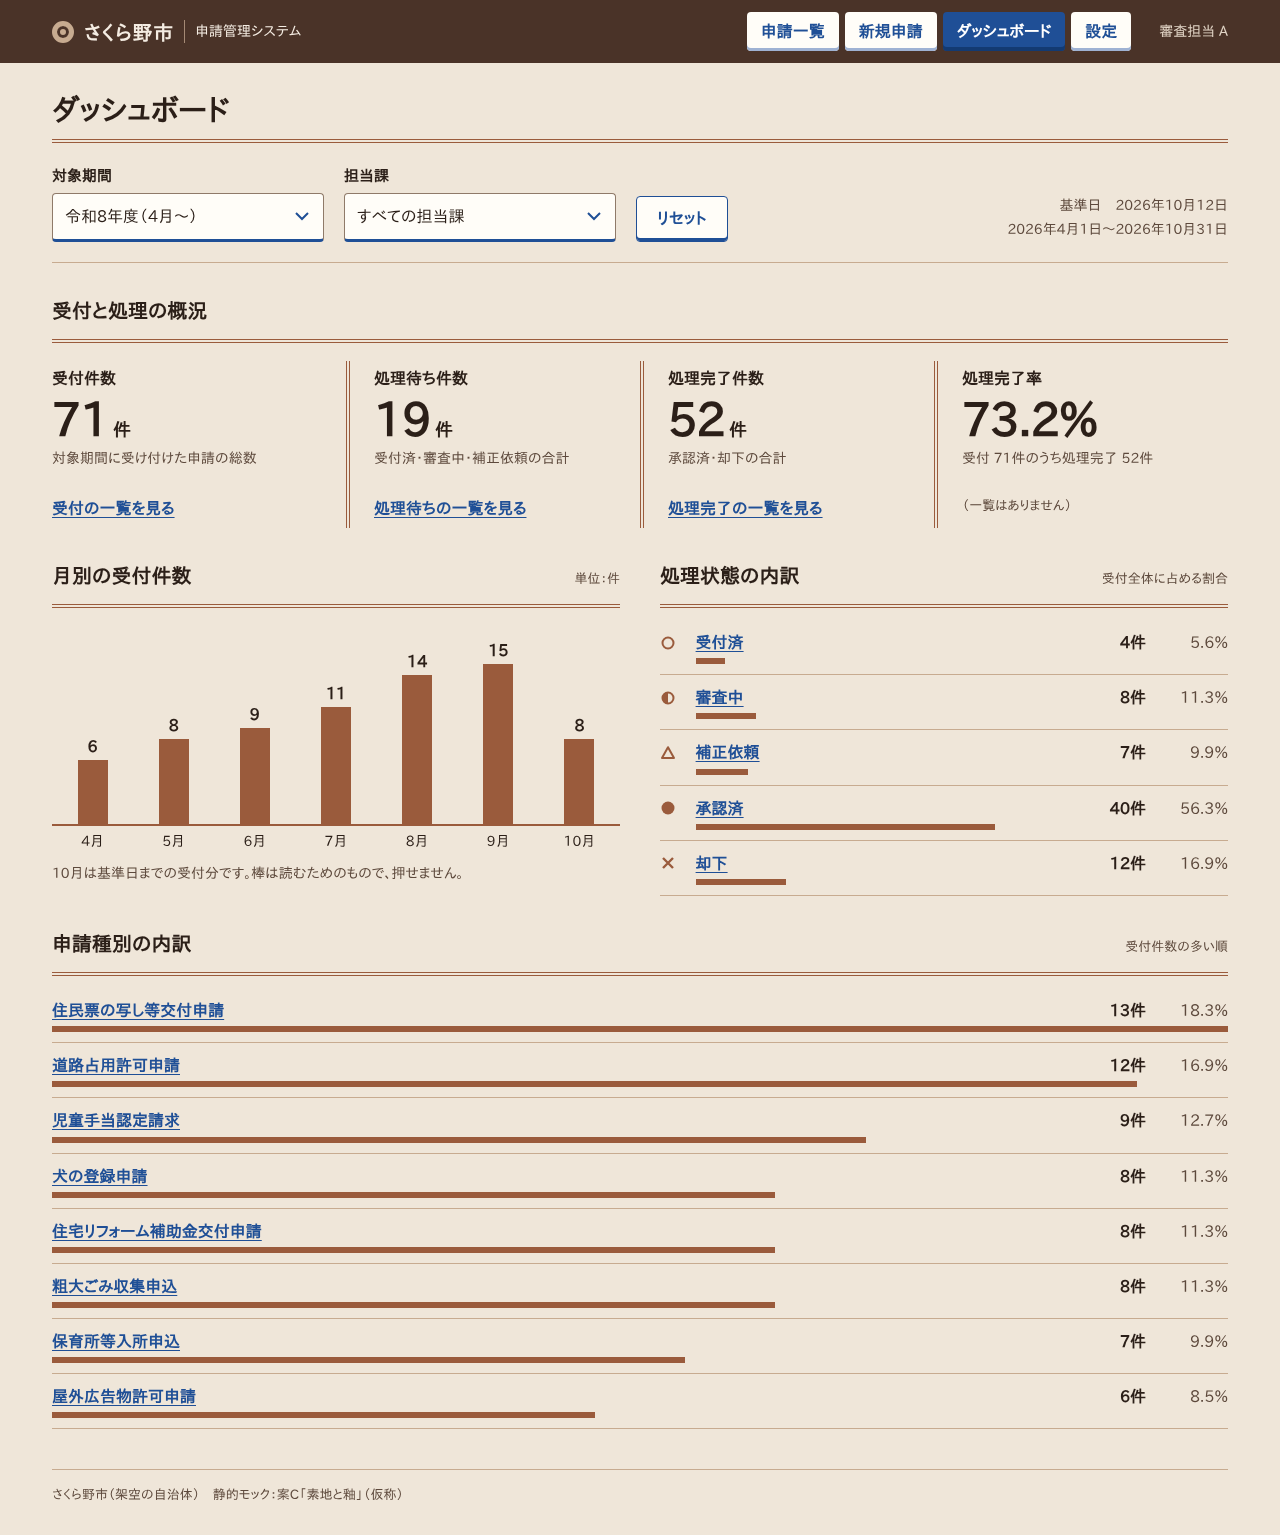 さくら野市 申請管理システム 申請一覧 新規申請 ダッシュボード 設定 審査担当 A
ダッシュボード
対象期間 担当課
令和8年度(4月〜) すべての担当課 リセット
基準日 2026年10月12日
2026年4月1日〜2026年10月31日
受付と処理の概況
受付件数
71件
対象期間に受け付けた申請の総数
受付の一覧を見る
処理待ち件数
19件
受付済・審査中・補正依頼の合計
処理待ちの一覧を見る
処理完了件数
52件
承認済・却下の合計
処理完了の一覧を見る
処理完了率
73.2%
受付 71件のうち処理完了 52件
(一覧はありません)
月別の受付件数 単位:件
6 8 9 11 14 15 8
4月 5月 6月 7月 8月 9月 10月
10月は基準日までの受付分です。棒は読むためのもので、押せません。
処理状態の内訳 受付全体に占める割合
受付済 4件 5.6%
審査中 8件 11.3%
補正依頼 7件 9.9%
承認済 40件 56.3%
却下 12件 16.9%
申請種別の内訳 受付件数の多い順
住民票の写し等交付申請 13件 18.3%
道路占用許可申請 12件 16.9%
児童手当認定請求 9件 12.7%
犬の登録申請 8件 11.3%
住宅リフォーム補助金交付申請 8件 11.3%
粗大ごみ収集申込 8件 11.3%
保育所等入所申込 7件 9.9%
屋外広告物許可申請 6件 8.5%
さくら野市(架空の自治体) 静的モック:案C「素地と釉」(仮称)